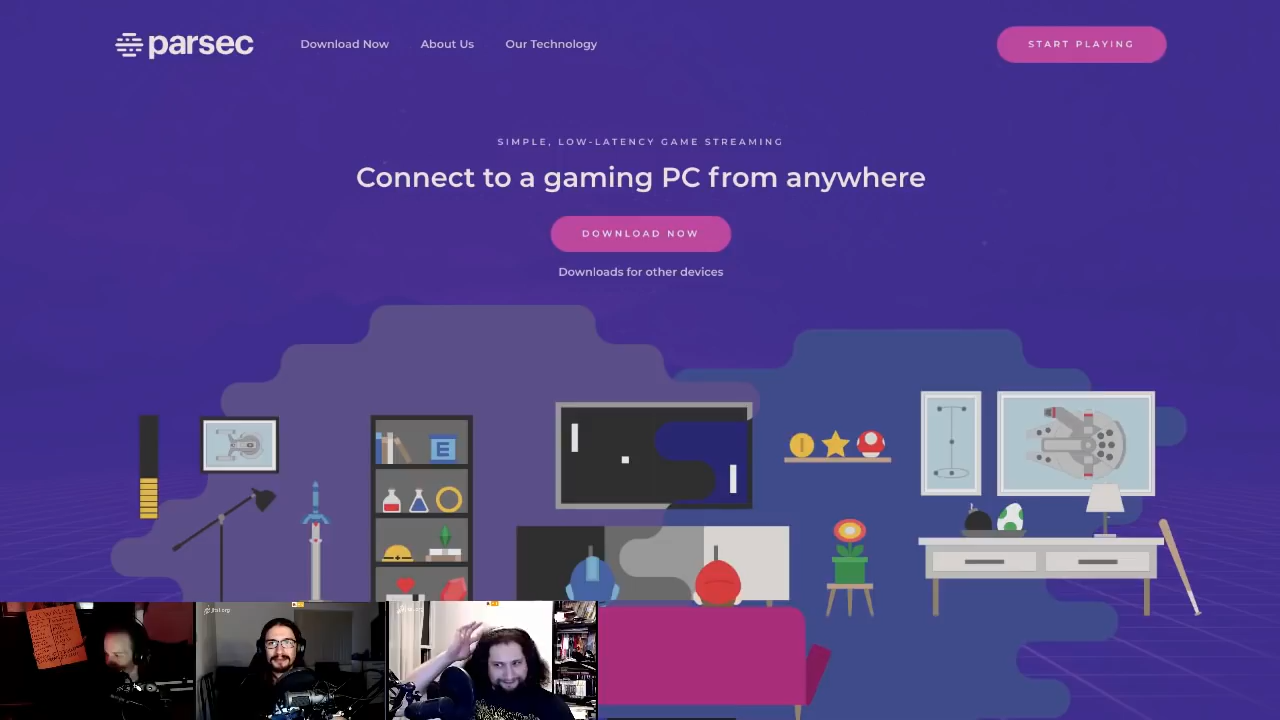 parsec
Download Now
About Us
Our Technology
START PLAYING
SIMPLE, LOW-LATENCY GAME STREAMING
Connect to a gaming PC from anywhere
DOWNLOAD NOW
Downloads for other devices
E